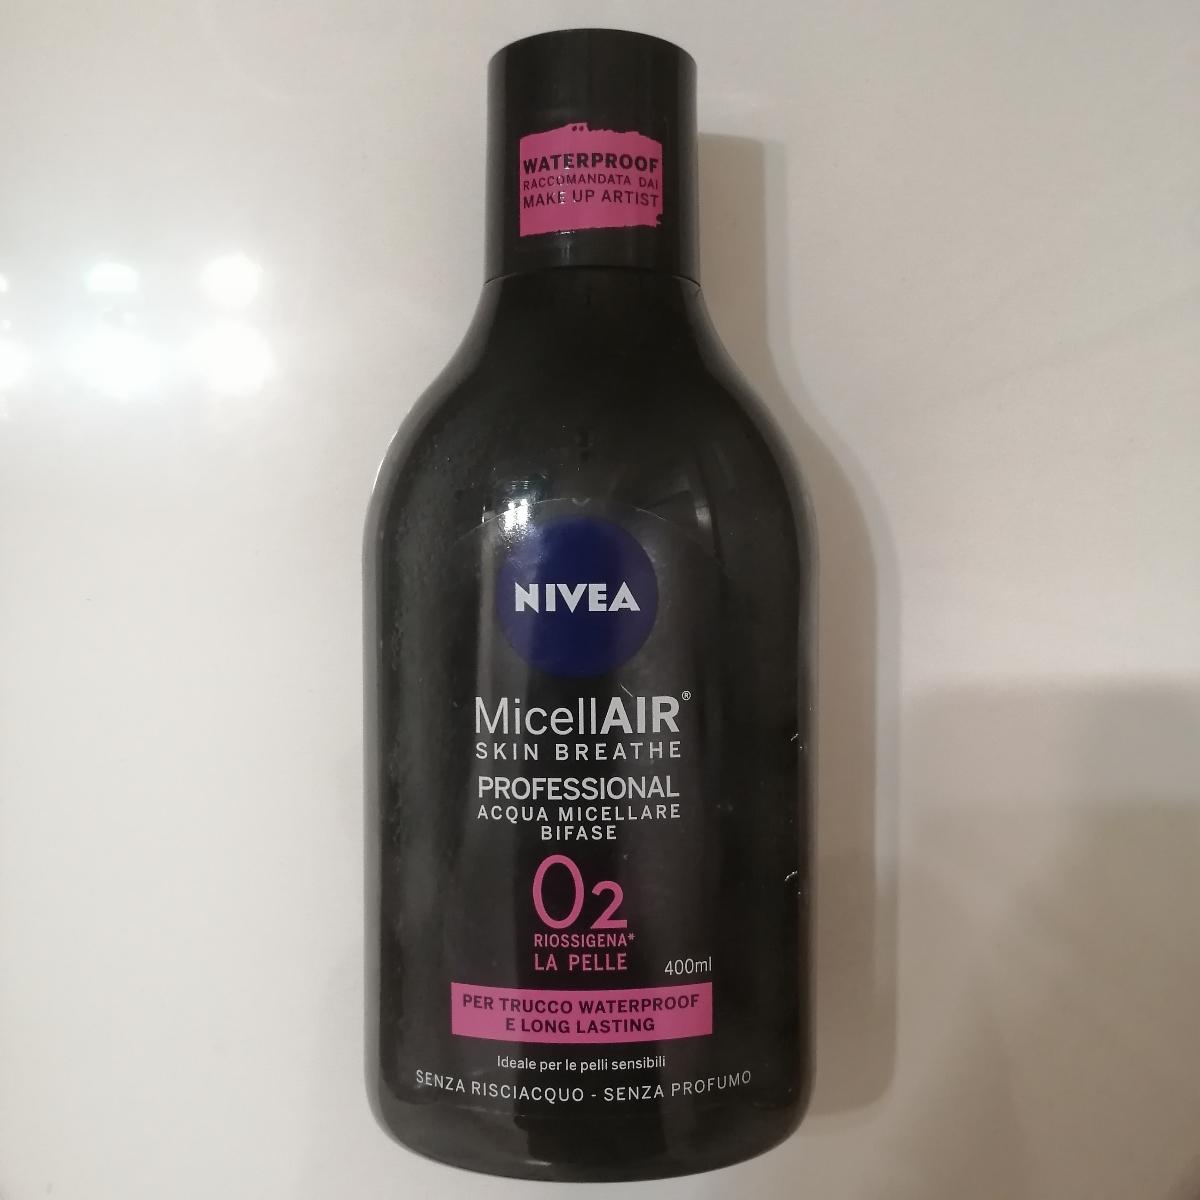 WATERPROOF
RACCOMANDATA DAI
MAKE UP ARTIST
NIVEA
MicellAIR®
SKIN BREATHE
PROFESSIONAL
ACQUA MICELLARE
BIFASE
O2
RIOSSIGENA*
LA PELLE
400ml
PER TRUCCO WATERPROOF
E LONG LASTING
Ideale per le pelli sensibili
SENZA RISCIACQUO - SENZA PROFUMO